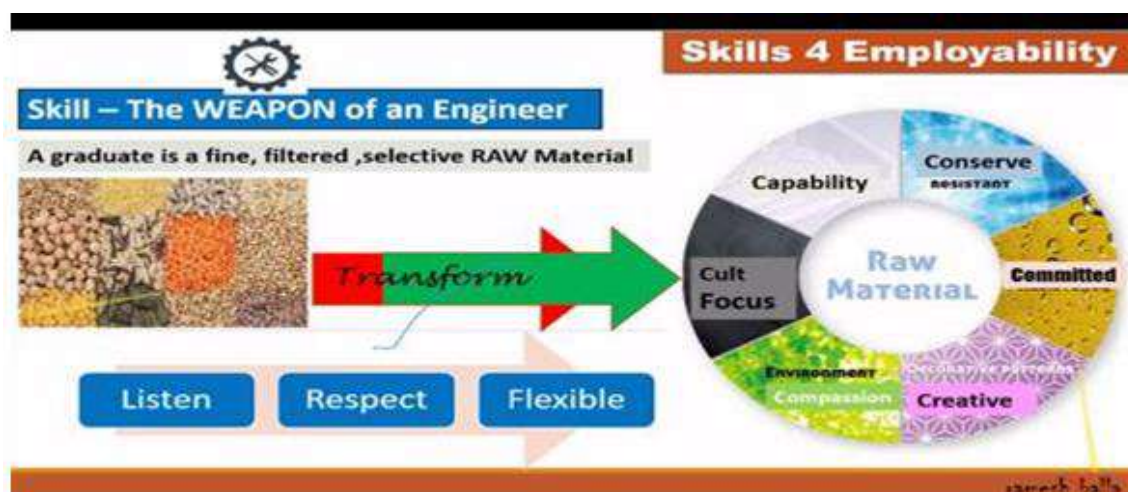 Skills 4 Employability
Skill – The WEAPON of an Engineer
A graduate is a fine, filtered ,selective RAW Material
Transform
Listen
Respect
Flexible
Capability
Conserve
RESISTANT
Committed
Cult
Focus
Raw
Material
Environment
Compassion
Creative